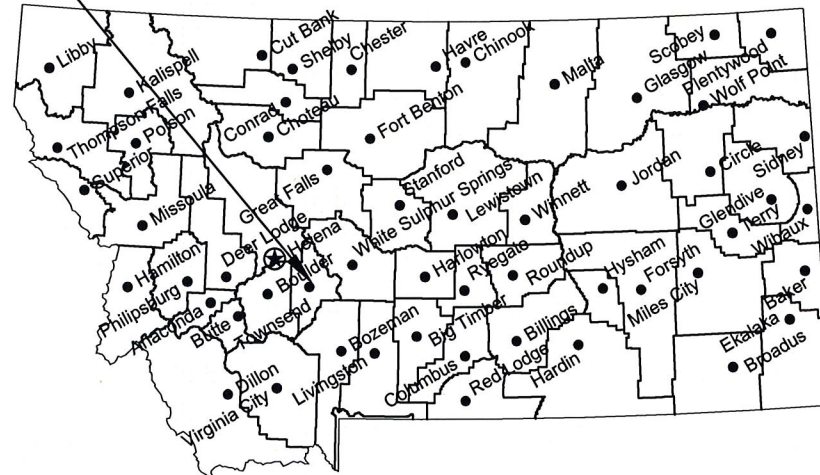 Libby
Kalispell
Cut Bank
Shelby
Chester
Havre
Chinook
Malta
Scobey
Glasgow
Plentywood
Wolf Point
Thompson Falls
Polson
Superior
Conrad
Choteau
Fort Benton
Missoula
Great Falls
Stanford
Lewistown
Winnett
Jordan
Circle
Sidney
Glendive
Terry
Wibaux
Hamilton
Philipsburg
Anaconda
Deer Lodge
Helena
Boulder
White Sulphur Springs
Harlowton
Ryegate
Roundup
Hysham
Forsyth
Miles City
Baker
Butte
Townsend
Bozeman
Livingston
Big Timber
Columbus
Billings
Red Lodge
Hardin
Ekalaka
Broadus
Dillon
Virginia City